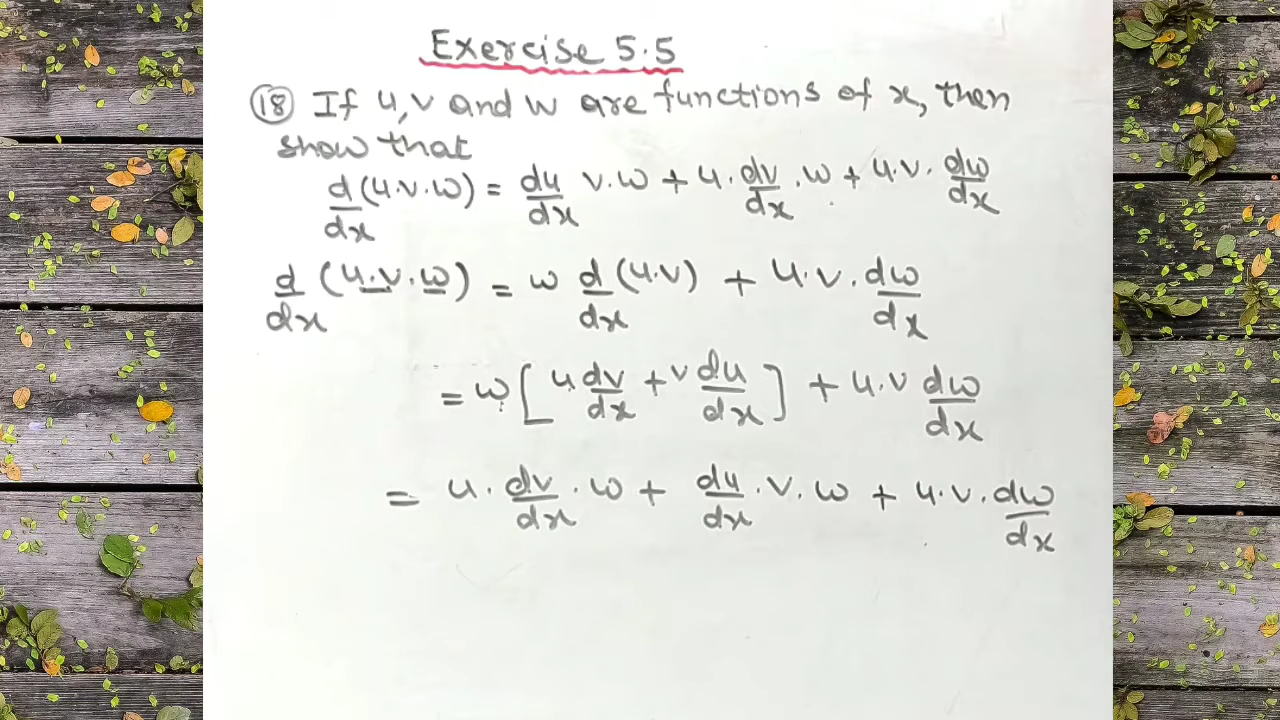 Exercise 5.5
(18) If u,v and w are functions of x, then
show that
d/dx (u.v.w) = du/dx v.w + u.dv/dx.w + u.v.dw/dx
d/dx (u.v.w) = w d/dx (u.v) + u.v.dw/dx
= w[u dv/dx + v du/dx] + u.v dw/dx
= u.dv/dx.w + du/dx.v.w + u.v.dw/dx